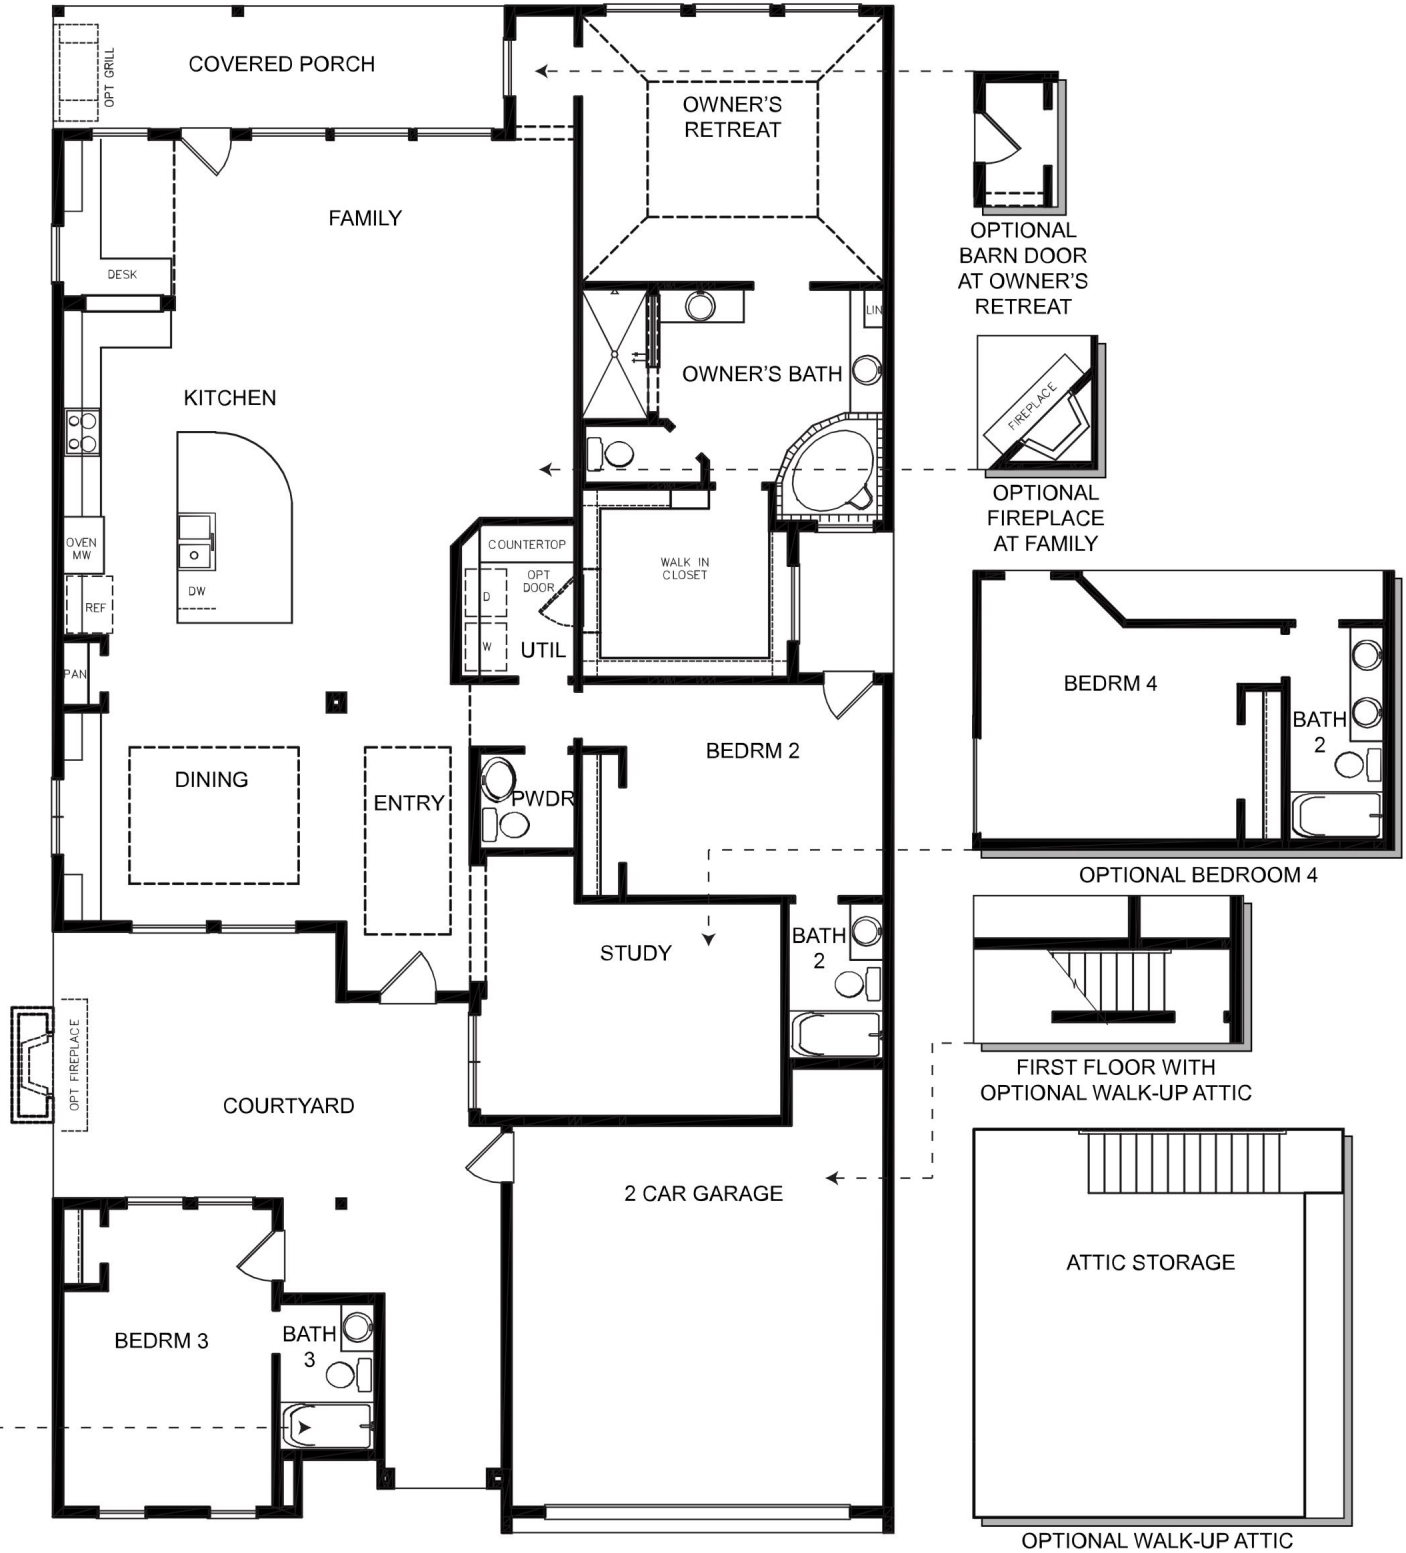 COVERED PORCH
OPT GRILL
OWNER'S
RETREAT
FAMILY
DESK
OPTIONAL
BARN DOOR
AT OWNER'S
RETREAT
LIN
OWNER'S BATH
KITCHEN
FIREPLACE
OPTIONAL
FIREPLACE
AT FAMILY
OVEN
MW
COUNTERTOP
OPT
DOOR
D
W
UTIL
WALK IN
CLOSET
DW
REF
PAN
BEDRM 4
BATH
2
OPTIONAL BEDROOM 4
BEDRM 2
DINING
ENTRY
PWDR
STUDY
BATH
2
FIRST FLOOR WITH
OPTIONAL WALK-UP ATTIC
OPT FIREPLACE
COURTYARD
2 CAR GARAGE
ATTIC STORAGE
BEDRM 3
BATH
3
OPTIONAL WALK-UP ATTIC